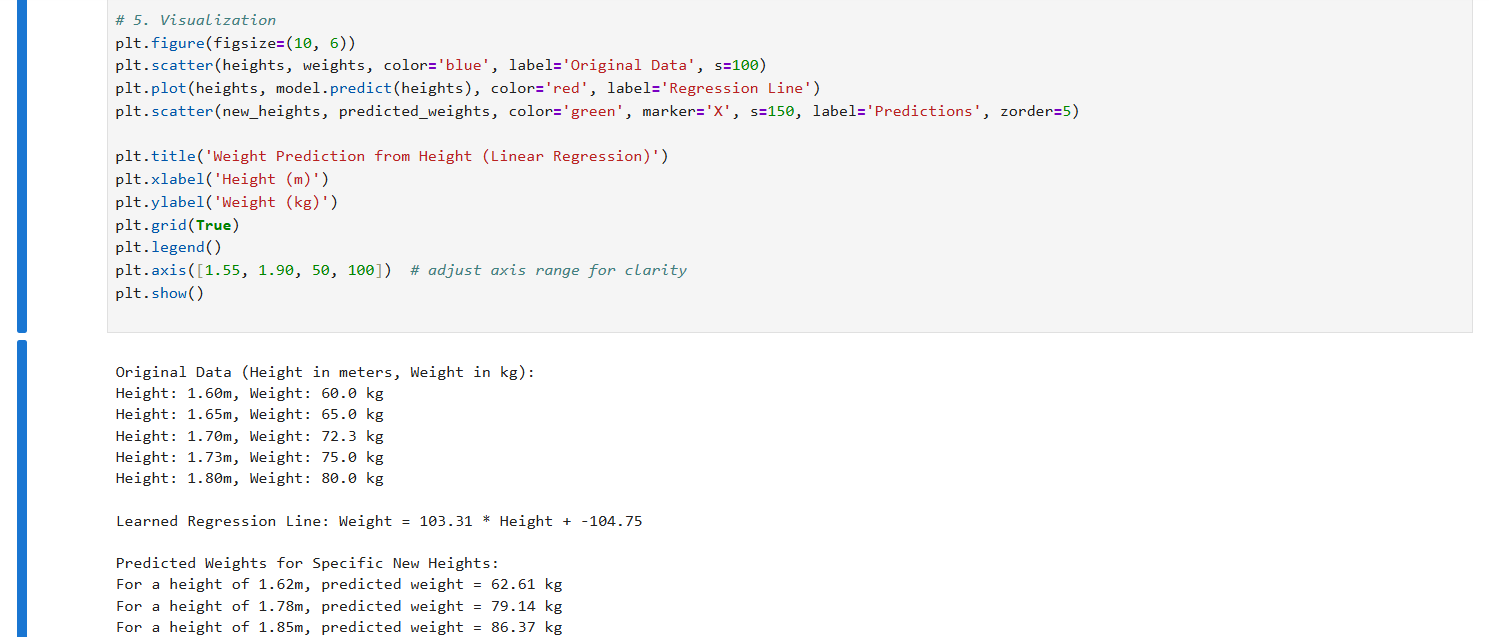 # 5. Visualization
plt.figure(figsize=(10, 6))
plt.scatter(heights, weights, color='blue', label='Original Data', s=100)
plt.plot(heights, model.predict(heights), color='red', label='Regression Line')
plt.scatter(new_heights, predicted_weights, color='green', marker='X', s=150, label='Predictions', zorder=5)
plt.title('Weight Prediction from Height (Linear Regression)')
plt.xlabel('Height (m)')
plt.ylabel('Weight (kg)')
plt.grid(True)
plt.legend()
plt.axis([1.55, 1.90, 50, 100])  # adjust axis range for clarity
plt.show()
Original Data (Height in meters, Weight in kg):
Height: 1.60m, Weight: 60.0 kg
Height: 1.65m, Weight: 65.0 kg
Height: 1.70m, Weight: 72.3 kg
Height: 1.73m, Weight: 75.0 kg
Height: 1.80m, Weight: 80.0 kg
Learned Regression Line: Weight = 103.31 * Height + -104.75
Predicted Weights for Specific New Heights:
For a height of 1.62m, predicted weight = 62.61 kg
For a height of 1.78m, predicted weight = 79.14 kg
For a height of 1.85m, predicted weight = 86.37 kg